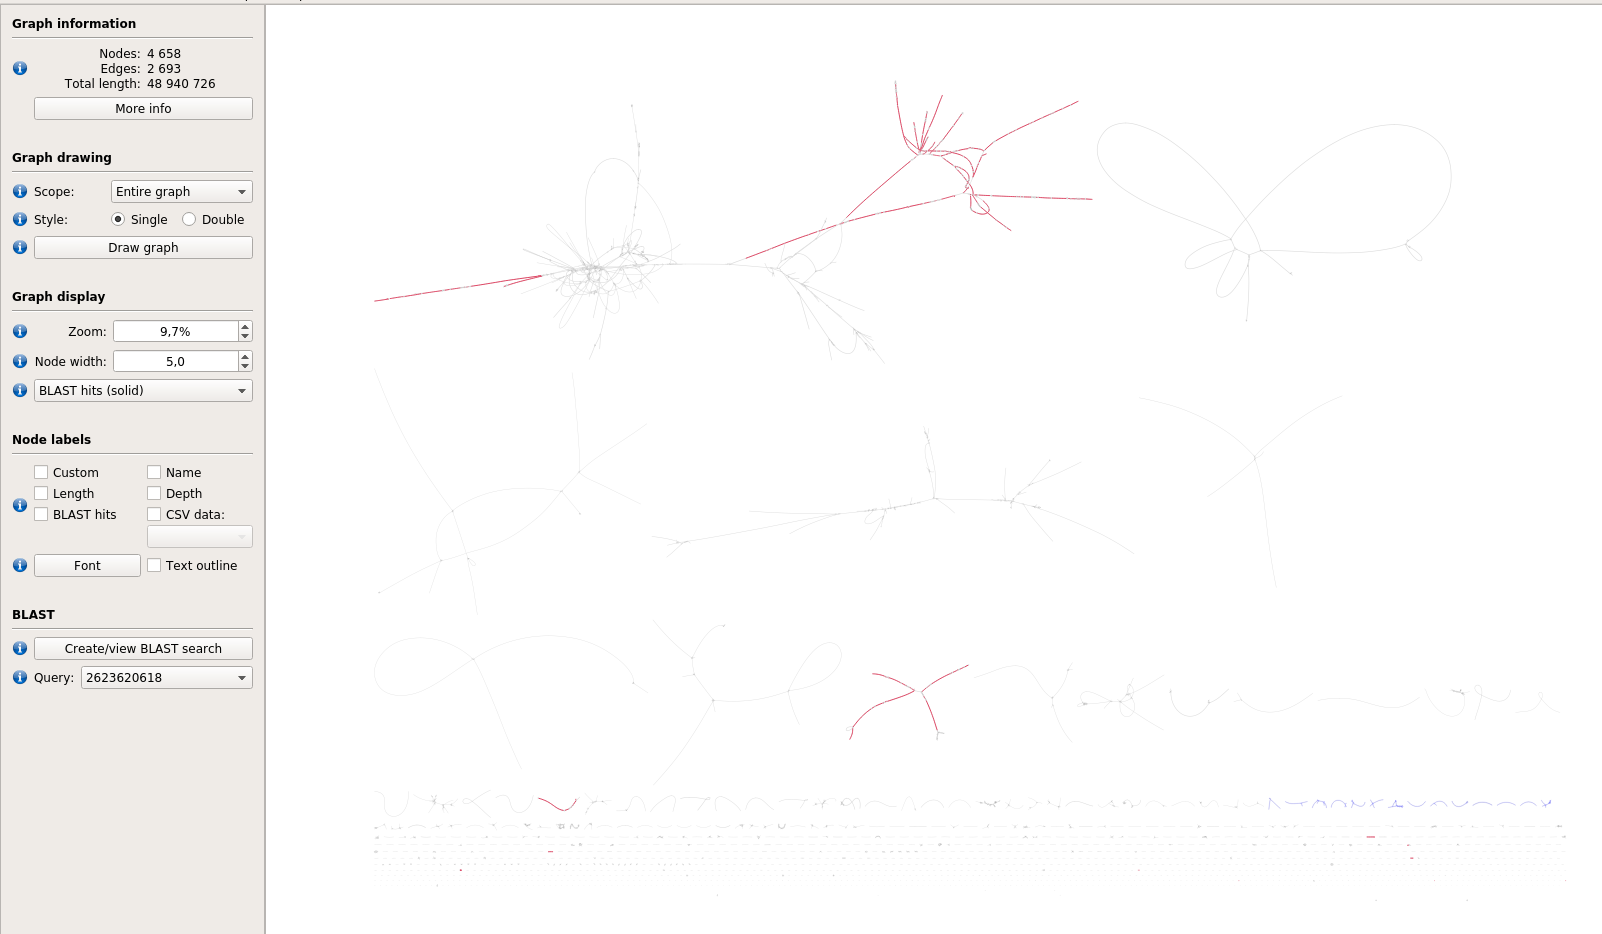 Graph information
Nodes: 4 658
Edges: 2 693
Total length: 48 940 726
More info
Graph drawing
Scope: Entire graph
Style: Single Double
Draw graph
Graph display
Zoom: 9,7%
Node width: 5,0
BLAST hits (solid)
Node labels
Custom Name
Length Depth
BLAST hits CSV data:
Font Text outline
BLAST
Create/view BLAST search
Query: 2623620618